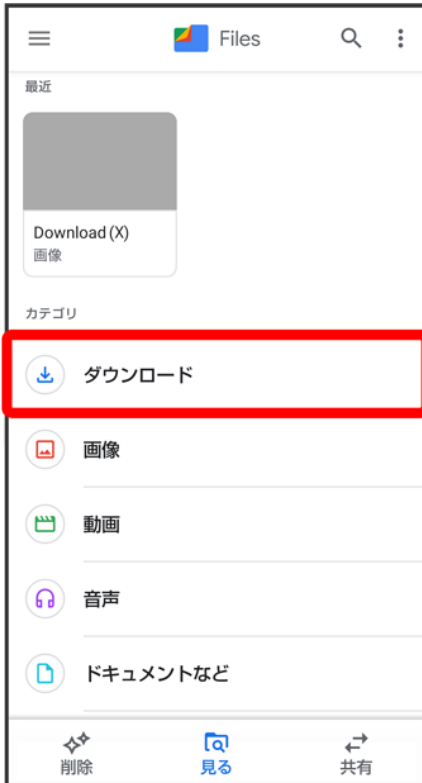 Files
最近
Download (X)
画像
カテゴリ
ダウンロード
画像
動画
音声
ドキュメントなど
削除
見る
共有